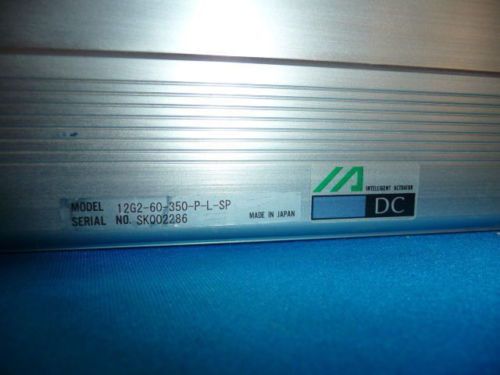 MODEL 12G2-60-350-P-L-SP
SERIAL NO. SK002286
MADE IN JAPAN
IA
INTELLIGENT ACTUATOR
DC